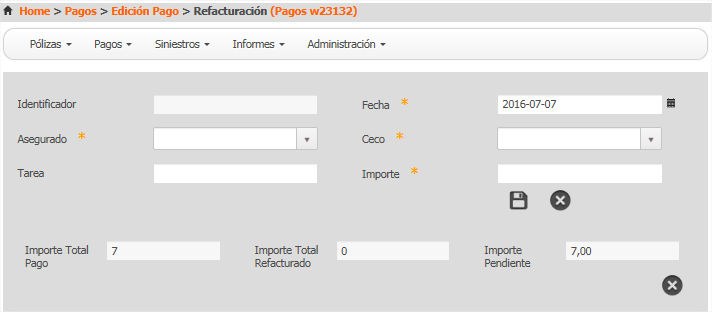 Home > Pagos > Edición Pago > Refacturación (Pagos w23132)
Pólizas Pagos Siniestros Informes Administración
Identificador Fecha * 2016-07-07
Asegurado * Ceco *
Tarea Importe *
Importe Total Pago 7 Importe Total Refacturado 0 Importe Pendiente 7,00